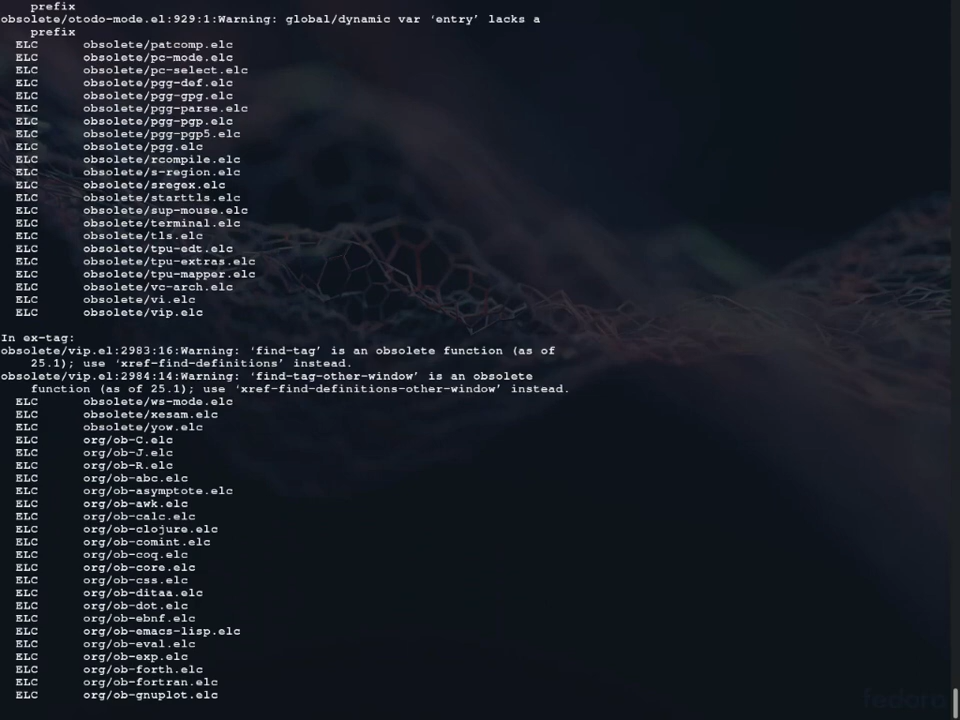 prefix
obsolete/otodo-mode.el:929:1:Warning: global/dynamic var ‘entry’ lacks a
prefix
ELC obsolete/patcomp.elc
ELC obsolete/pc-mode.elc
ELC obsolete/pc-select.elc
ELC obsolete/pgg-def.elc
ELC obsolete/pgg-gpg.elc
ELC obsolete/pgg-parse.elc
ELC obsolete/pgg-pgp.elc
ELC obsolete/pgg-pgp5.elc
ELC obsolete/pgg.elc
ELC obsolete/rcompile.elc
ELC obsolete/s-region.elc
ELC obsolete/sregex.elc
ELC obsolete/starttls.elc
ELC obsolete/sup-mouse.elc
ELC obsolete/terminal.elc
ELC obsolete/tls.elc
ELC obsolete/tpu-edt.elc
ELC obsolete/tpu-extras.elc
ELC obsolete/tpu-mapper.elc
ELC obsolete/vc-arch.elc
ELC obsolete/vi.elc
ELC obsolete/vip.elc
In ex-tag:
obsolete/vip.el:2983:16:Warning: ‘find-tag’ is an obsolete function (as of
25.1); use ‘xref-find-definitions’ instead.
obsolete/vip.el:2984:14:Warning: ‘find-tag-other-window’ is an obsolete
function (as of 25.1); use ‘xref-find-definitions-other-window’ instead.
ELC obsolete/ws-mode.elc
ELC obsolete/xesam.elc
ELC obsolete/yow.elc
ELC org/ob-C.elc
ELC org/ob-J.elc
ELC org/ob-R.elc
ELC org/ob-abc.elc
ELC org/ob-asymptote.elc
ELC org/ob-awk.elc
ELC org/ob-calc.elc
ELC org/ob-clojure.elc
ELC org/ob-comint.elc
ELC org/ob-coq.elc
ELC org/ob-core.elc
ELC org/ob-css.elc
ELC org/ob-ditaa.elc
ELC org/ob-dot.elc
ELC org/ob-ebnf.elc
ELC org/ob-emacs-lisp.elc
ELC org/ob-eval.elc
ELC org/ob-exp.elc
ELC org/ob-forth.elc
ELC org/ob-fortran.elc
ELC org/ob-gnuplot.elc
fedora